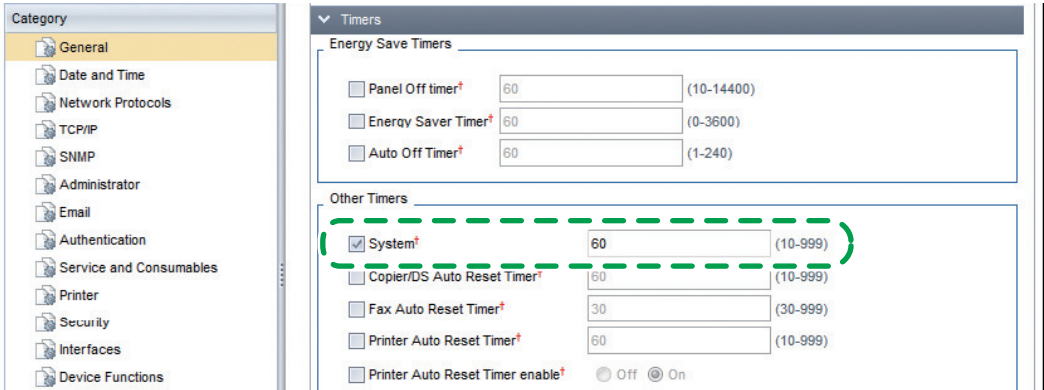 Category
General
Date and Time
Network Protocols
TCP/IP
SNMP
Administrator
Email
Authentication
Service and Consumables
Printer
Security
Interfaces
Device Functions
Timers
Energy Save Timers
Panel Off timer† 60 (10-14400)
Energy Saver Timer† 60 (0-3600)
Auto Off Timer† 60 (1-240)
Other Timers
System† 60 (10-999)
Copier/DS Auto Reset Timer† 60 (10-999)
Fax Auto Reset Timer† 30 (30-999)
Printer Auto Reset Timer† 60 (10-999)
Printer Auto Reset Timer enable† Off On